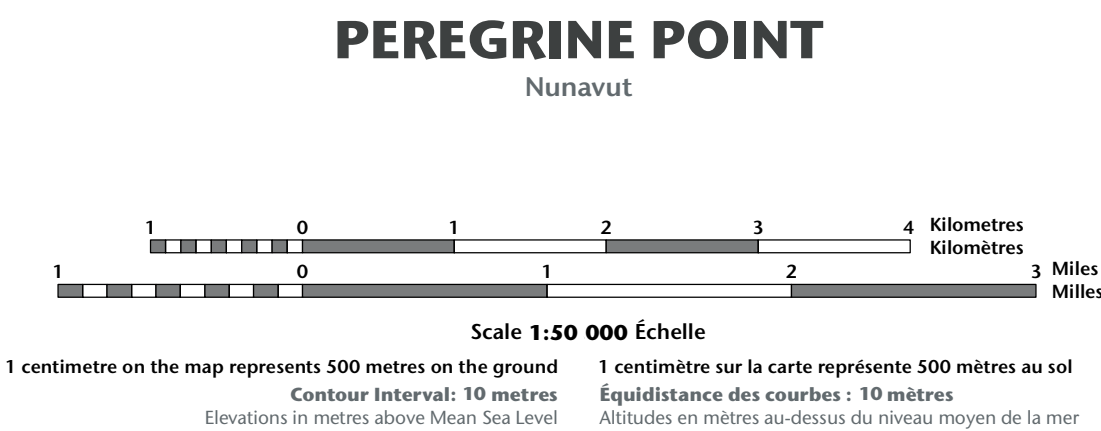 PEREGRINE POINT
Nunavut
1 0 1 2 3 4 Kilometres
Kilomètres
1 0 1 2 3 Miles
Milles
Scale 1:50 000 Échelle
1 centimetre on the map represents 500 metres on the ground
1 centimètre sur la carte représente 500 mètres au sol
Contour Interval: 10 metres
Équidistance des courbes : 10 mètres
Elevations in metres above Mean Sea Level
Altitudes en mètres au-dessus du niveau moyen de la mer